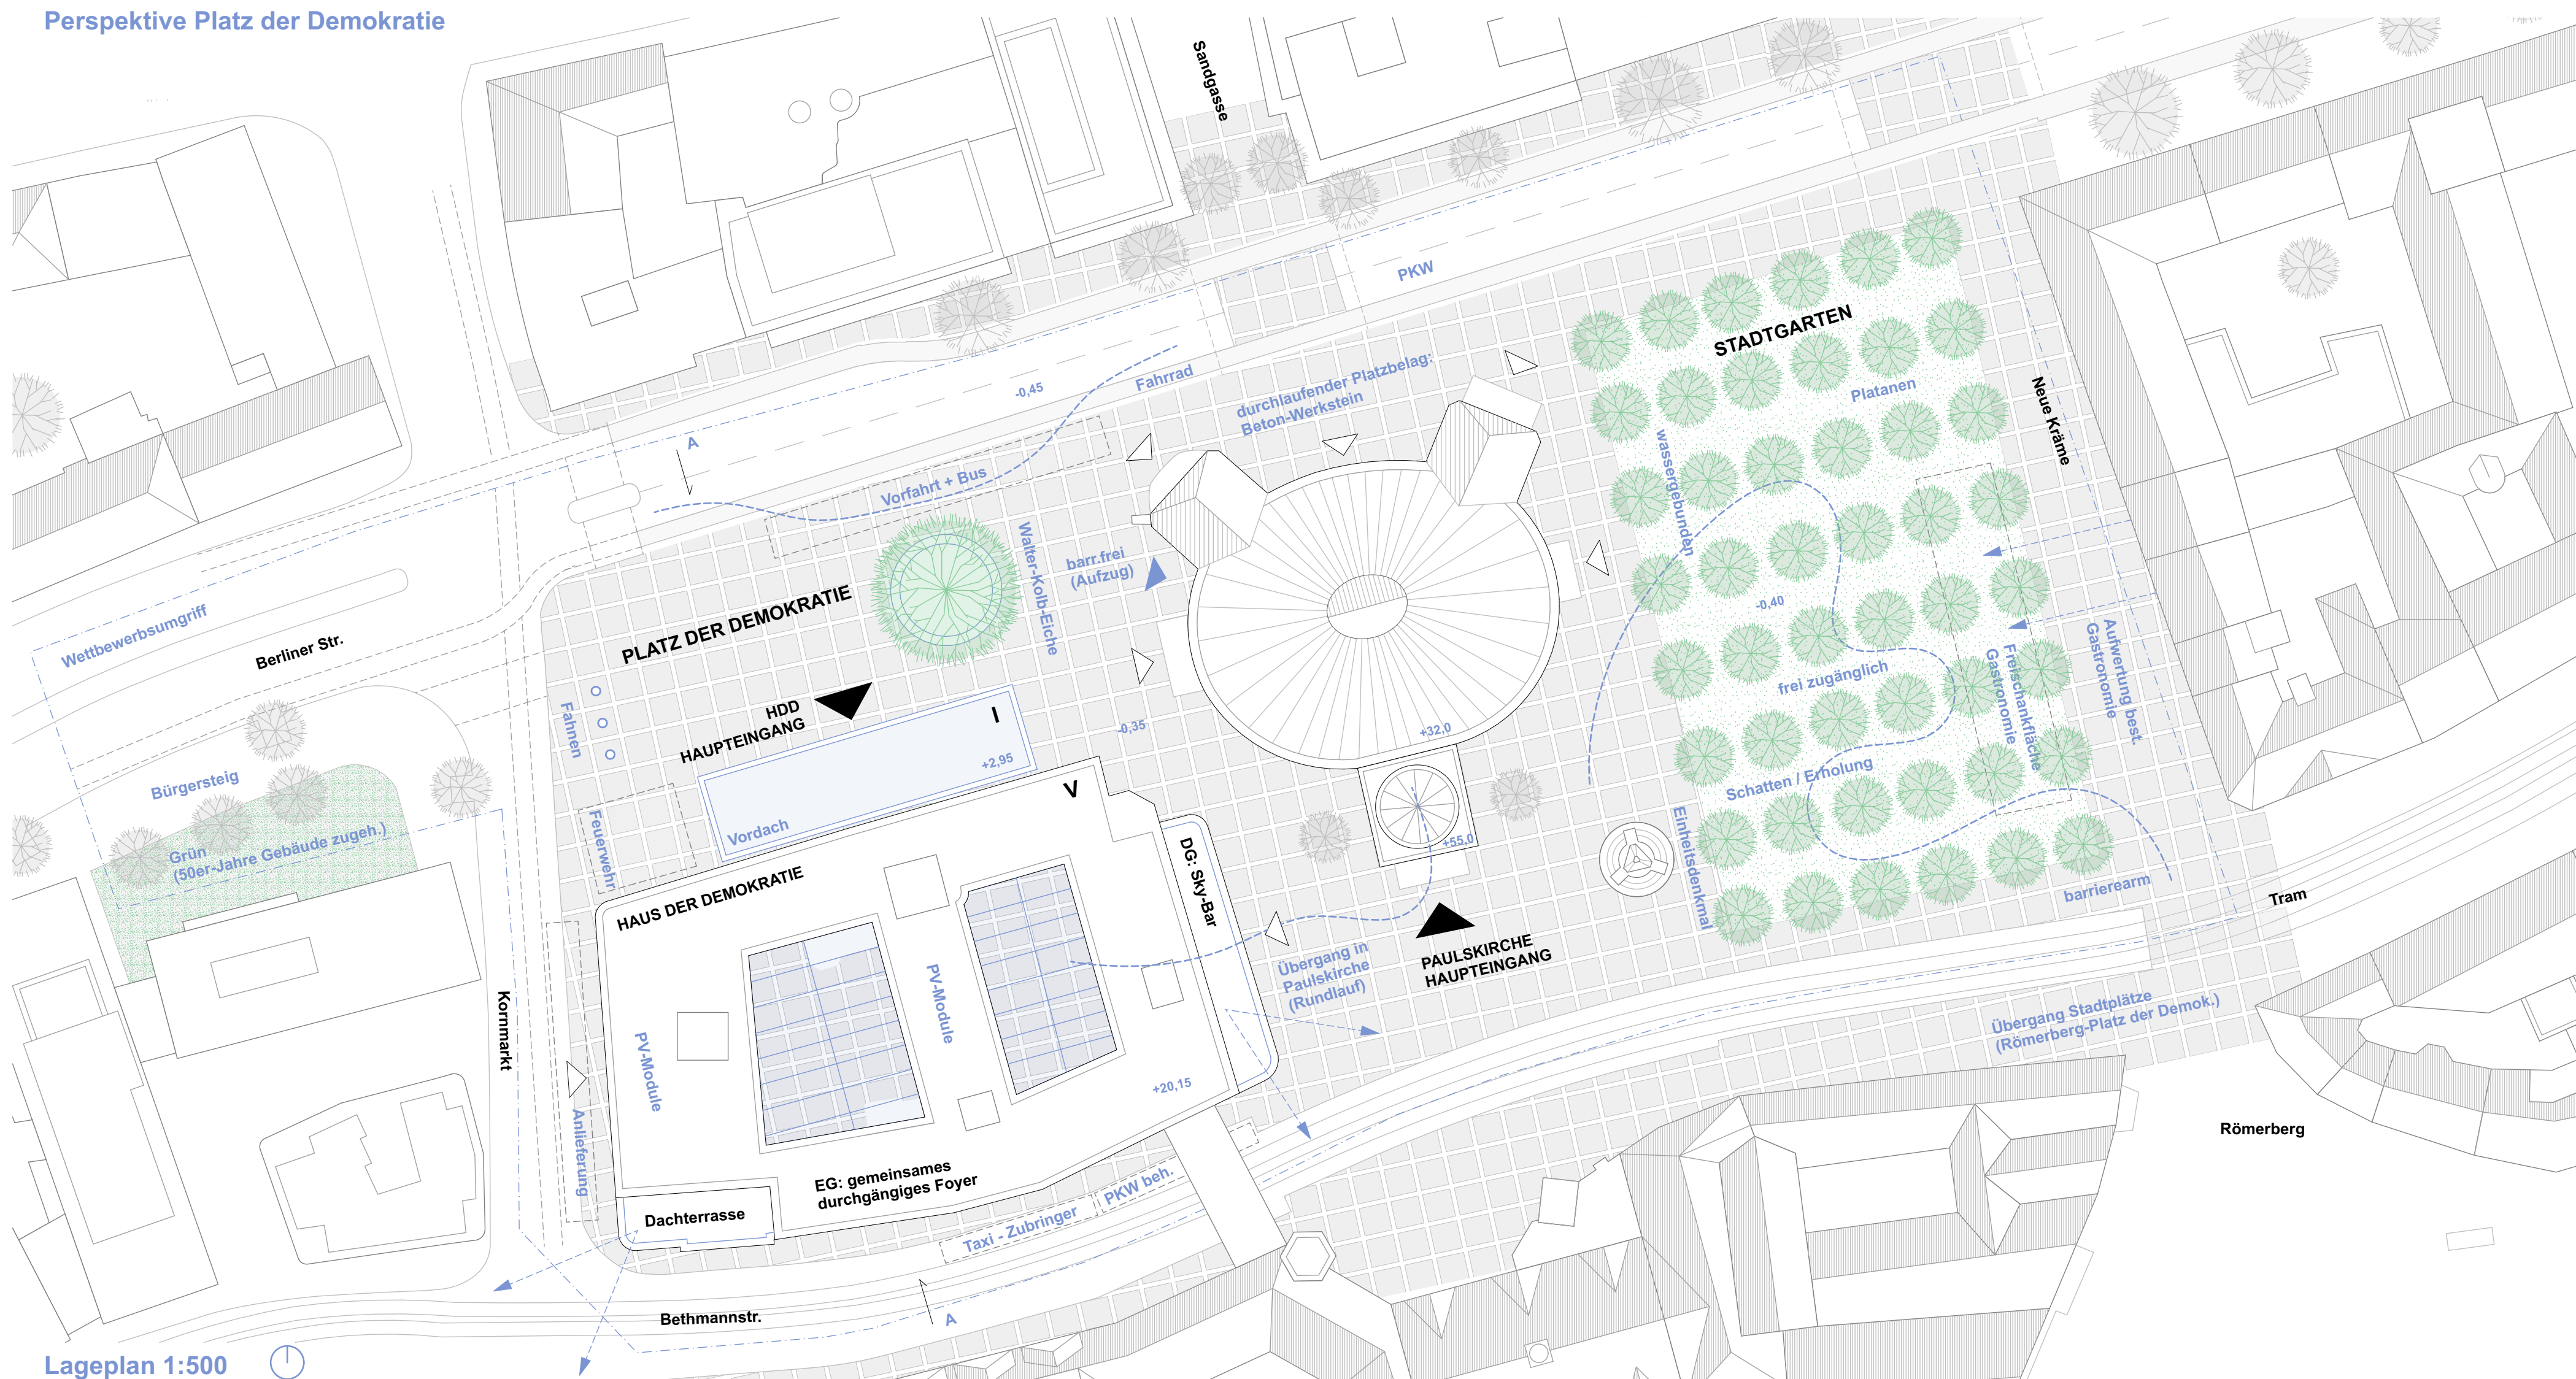 Perspektive Platz der Demokratie
Sandgasse
PKW
STADTGARTEN
Platanen
Neue Kräme
-0,45
Fahrrad
durchlaufender Platzbelag:
Beton-Werkstein
A
Vorfahrt + Bus
wassergebunden
Walter-Kolb-Eiche
barr.frei
(Aufzug)
PLATZ DER DEMOKRATIE
-0,40
Wettbewerbsumgriff
Berliner Str.
frei zugänglich
Freischankfläche
Gastronomie
Aufwertung best.
Gastronomie
Fahnen
HDD
HAUPTEINGANG
I
+2,95
-0,35
+32,0
Bürgersteig
Schatten / Erholung
Vordach
V
Feuerwehr
Grün
(50er-Jahre Gebäude zugeh.)
+55,0
Einheitsdenkmal
HAUS DER DEMOKRATIE
DG: Sky-Bar
barrierearm
Tram
PAULSKIRCHE
HAUPTEINGANG
Übergang in
Paulskirche
(Rundlauf)
PV-Module
PV-Module
Kornmarkt
Übergang Stadtplätze
(Römerberg-Platz der Demok.)
+20,15
Anlieferung
Römerberg
EG: gemeinsames
durchgängiges Foyer
PKW beh.
Taxi - Zubringer
Dachterrasse
Bethmannstr.
A
Lageplan 1:500